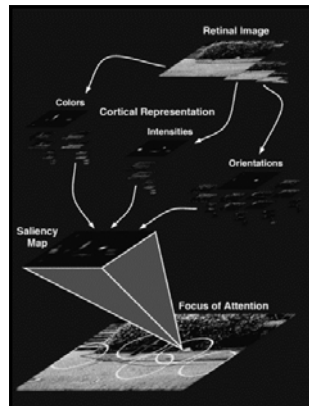 Retinal Image
Colors
Cortical Representation
Intensities
Orientations
Saliency
Map
Focus of Attention